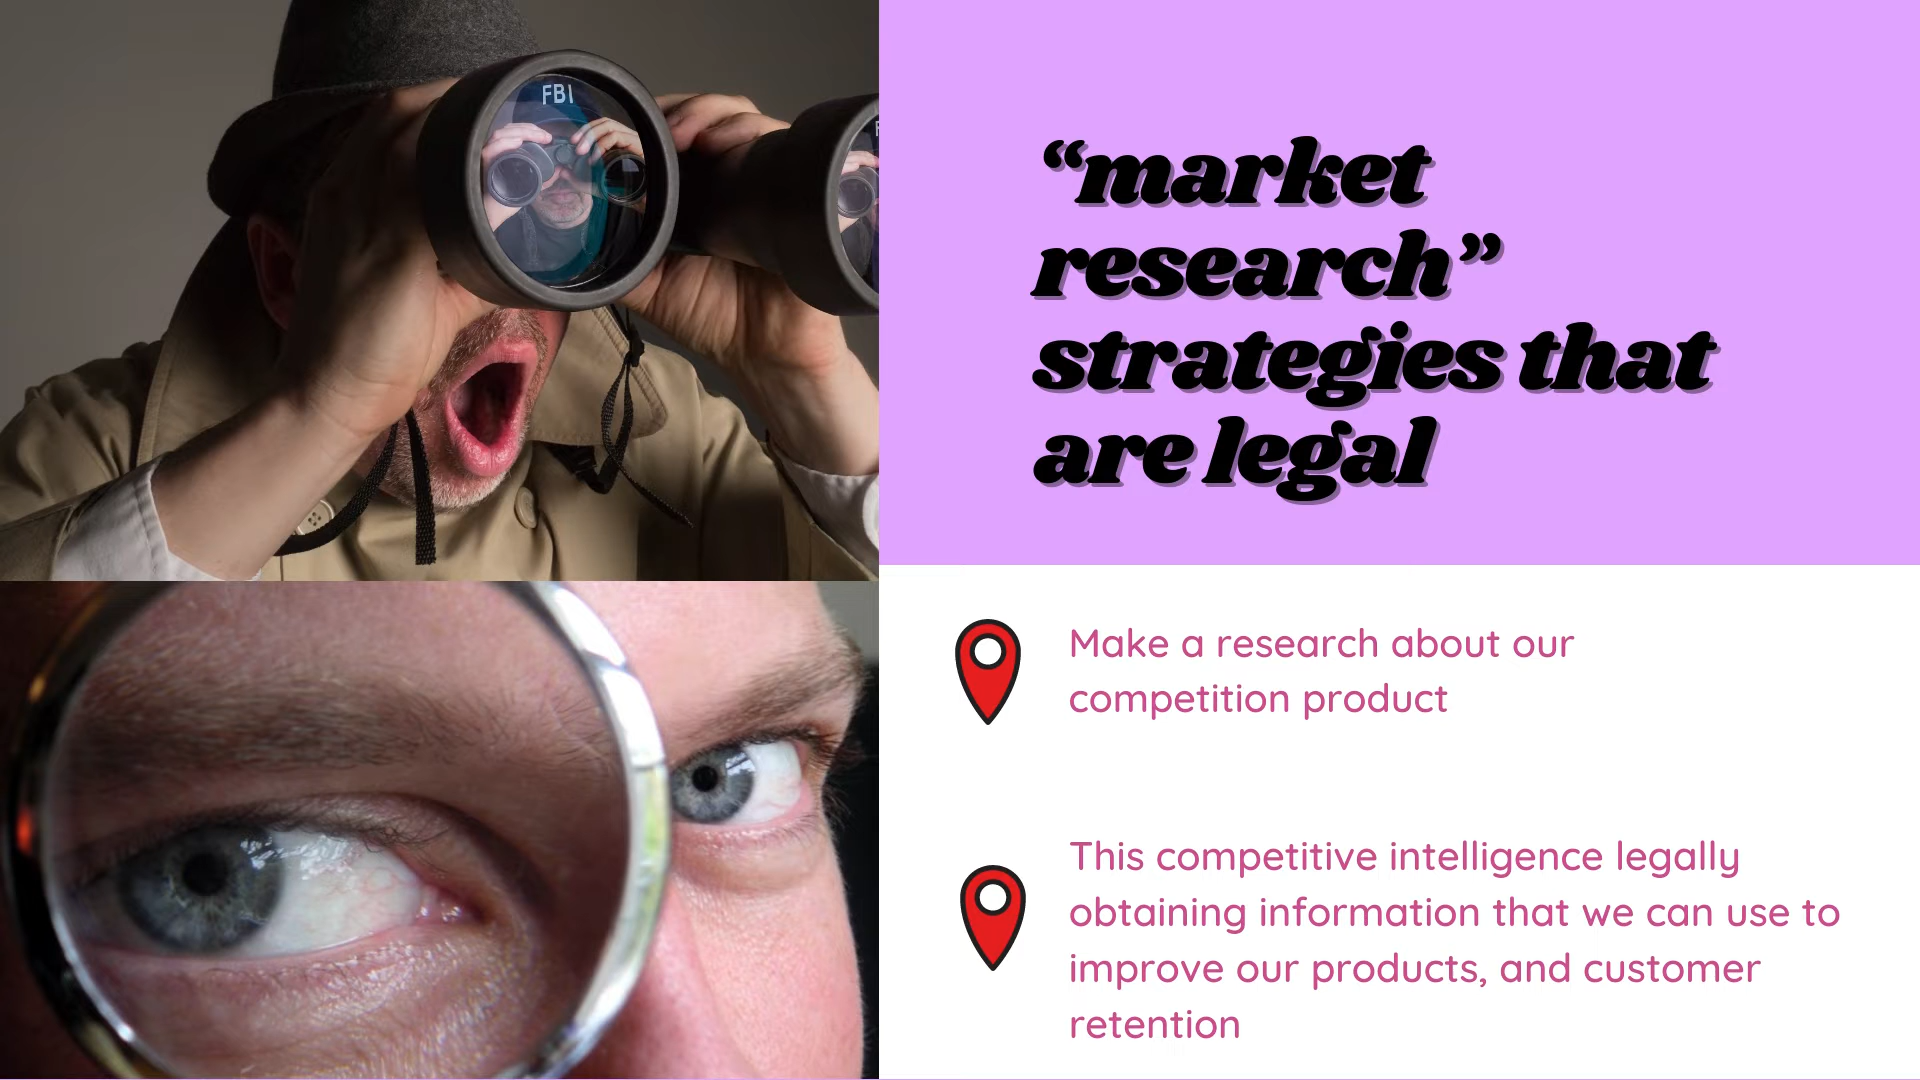 FBI
“market
research”
strategies that
are legal
Make a research about our
competition product
This competitive intelligence legally
obtaining information that we can use to
improve our products, and customer
retention